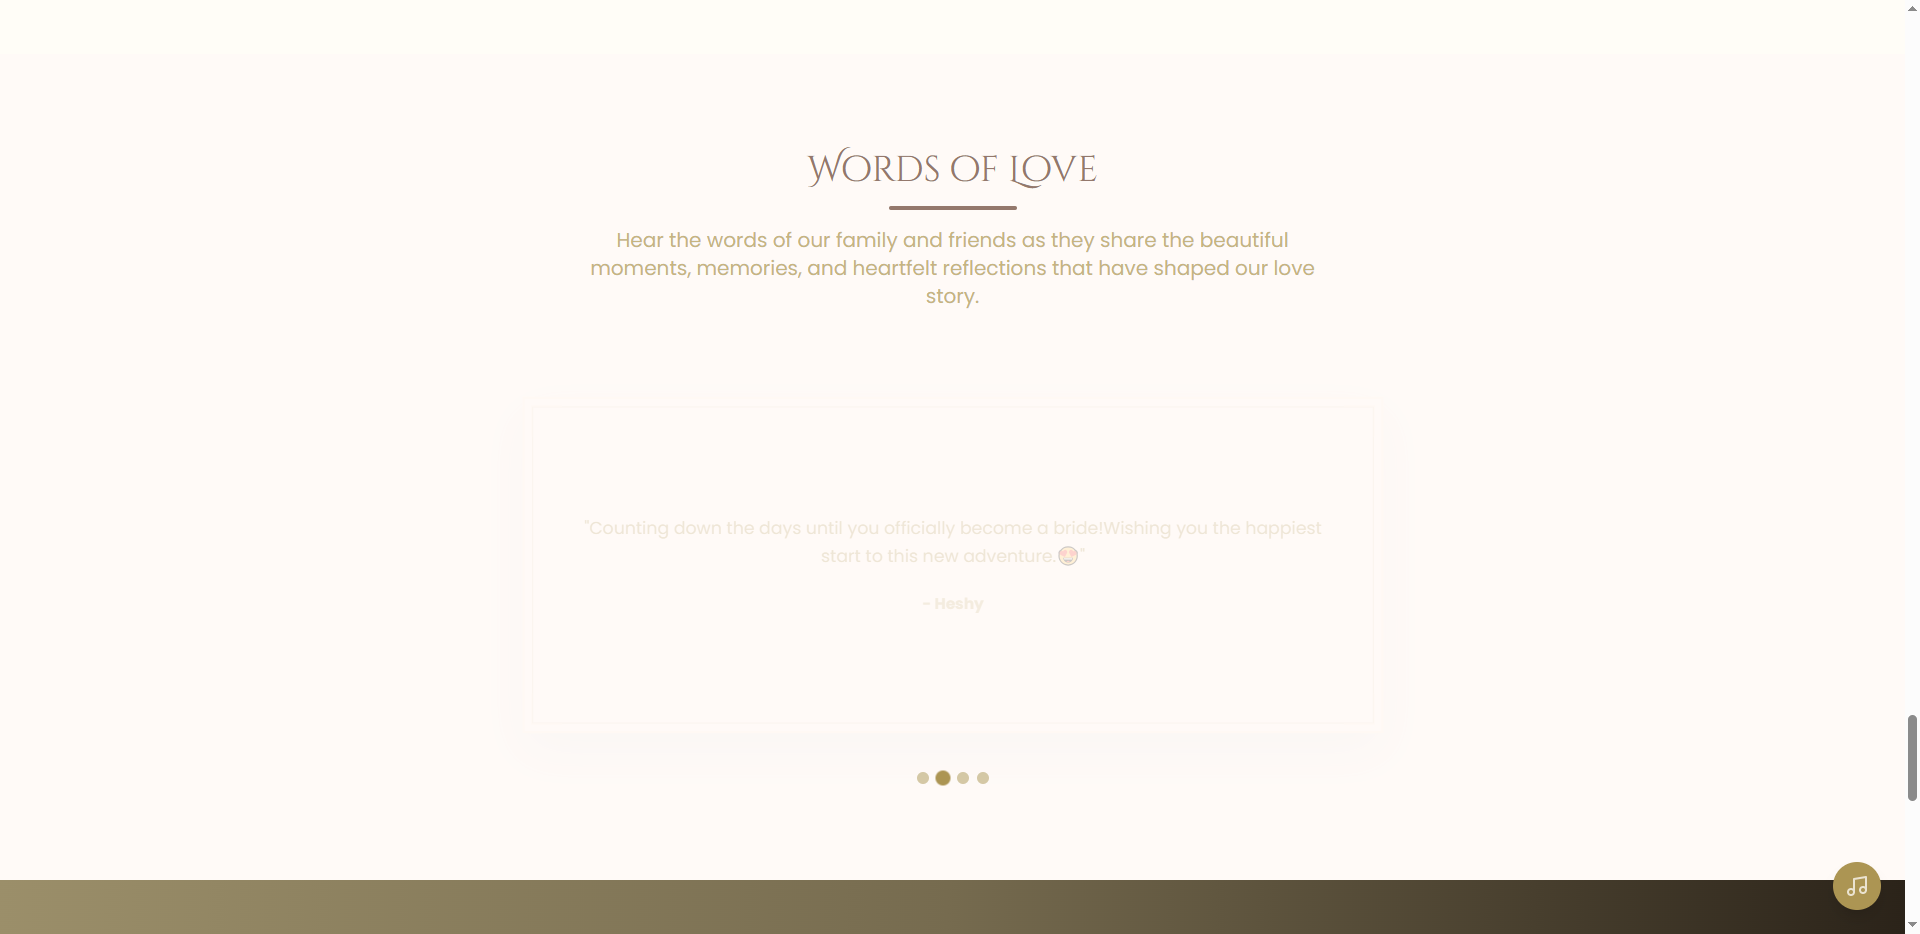 Words of Love
Hear the words of our family and friends as they share the beautiful
moments, memories, and heartfelt reflections that have shaped our love
story.
"Counting down the days until you officially become a bride!Wishing you the happiest
start to this new adventure.😍"
- Heshy